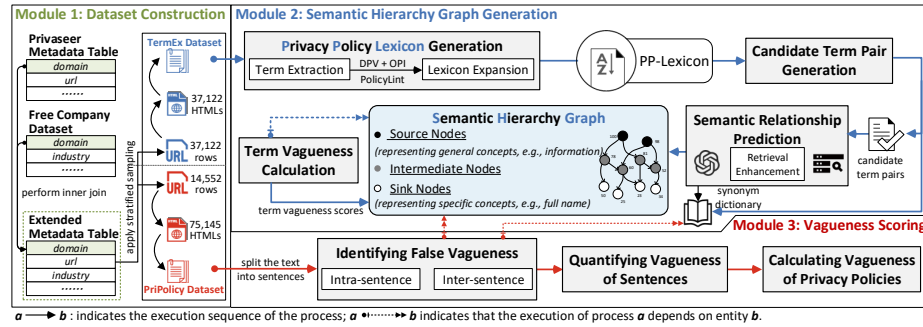 Module 1: Dataset Construction
Privaseer
Metadata Table
domain
url
......
Free Company
Dataset
domain
industry
......
perform inner join
Extended
Metadata Table
domain
url
industry
......
apply stratified sampling
TermEx Dataset
37,122
HTMLs
URL
37,122
rows
URL
14,552
rows
75,145
HTMLs
PriPolicy Dataset
Module 2: Semantic Hierarchy Graph Generation
Privacy Policy Lexicon Generation
Term Extraction
DPV + OPI
PolicyLint
Lexicon Expansion
A
Z
PP-Lexicon
Candidate Term Pair
Generation
Term Vagueness
Calculation
term vagueness scores
Semantic Hierarchy Graph
Source Nodes
(representing general concepts, e.g., information)
Intermediate Nodes
Sink Nodes
(representing specific concepts, e.g., full name)
Semantic Relationship
Prediction
Retrieval
Enhancement
candidate
term pairs
synonym
dictionary
Module 3: Vagueness Scoring
split the text
into sentences
Identifying False Vagueness
Intra-sentence
Inter-sentence
Quantifying Vagueness
of Sentences
Calculating Vagueness
of Privacy Policies
a b : indicates the execution sequence of the process; a b indicates that the execution of process a depends on entity b.